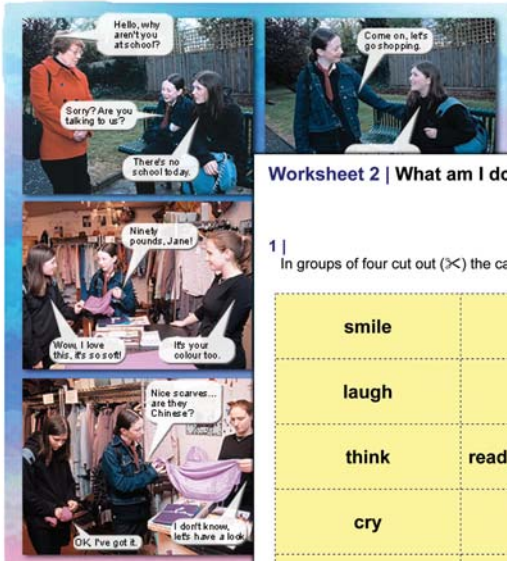 Hello, why
aren't you
at school?
Sorry? Are you
talking to us?
There's no
school today.
Come on, let's
go shopping.
Ninety
pounds, Jane!
Wow, I love
this, it's so soft!
It's your
colour too.
Nice scarves...
are they
Chinese?
OK, I've got it.
I don't know,
let's have a look
Worksheet 2 | What am I do
1 |
In groups of four cut out (✂) the ca
smile
laugh
think
read
cry